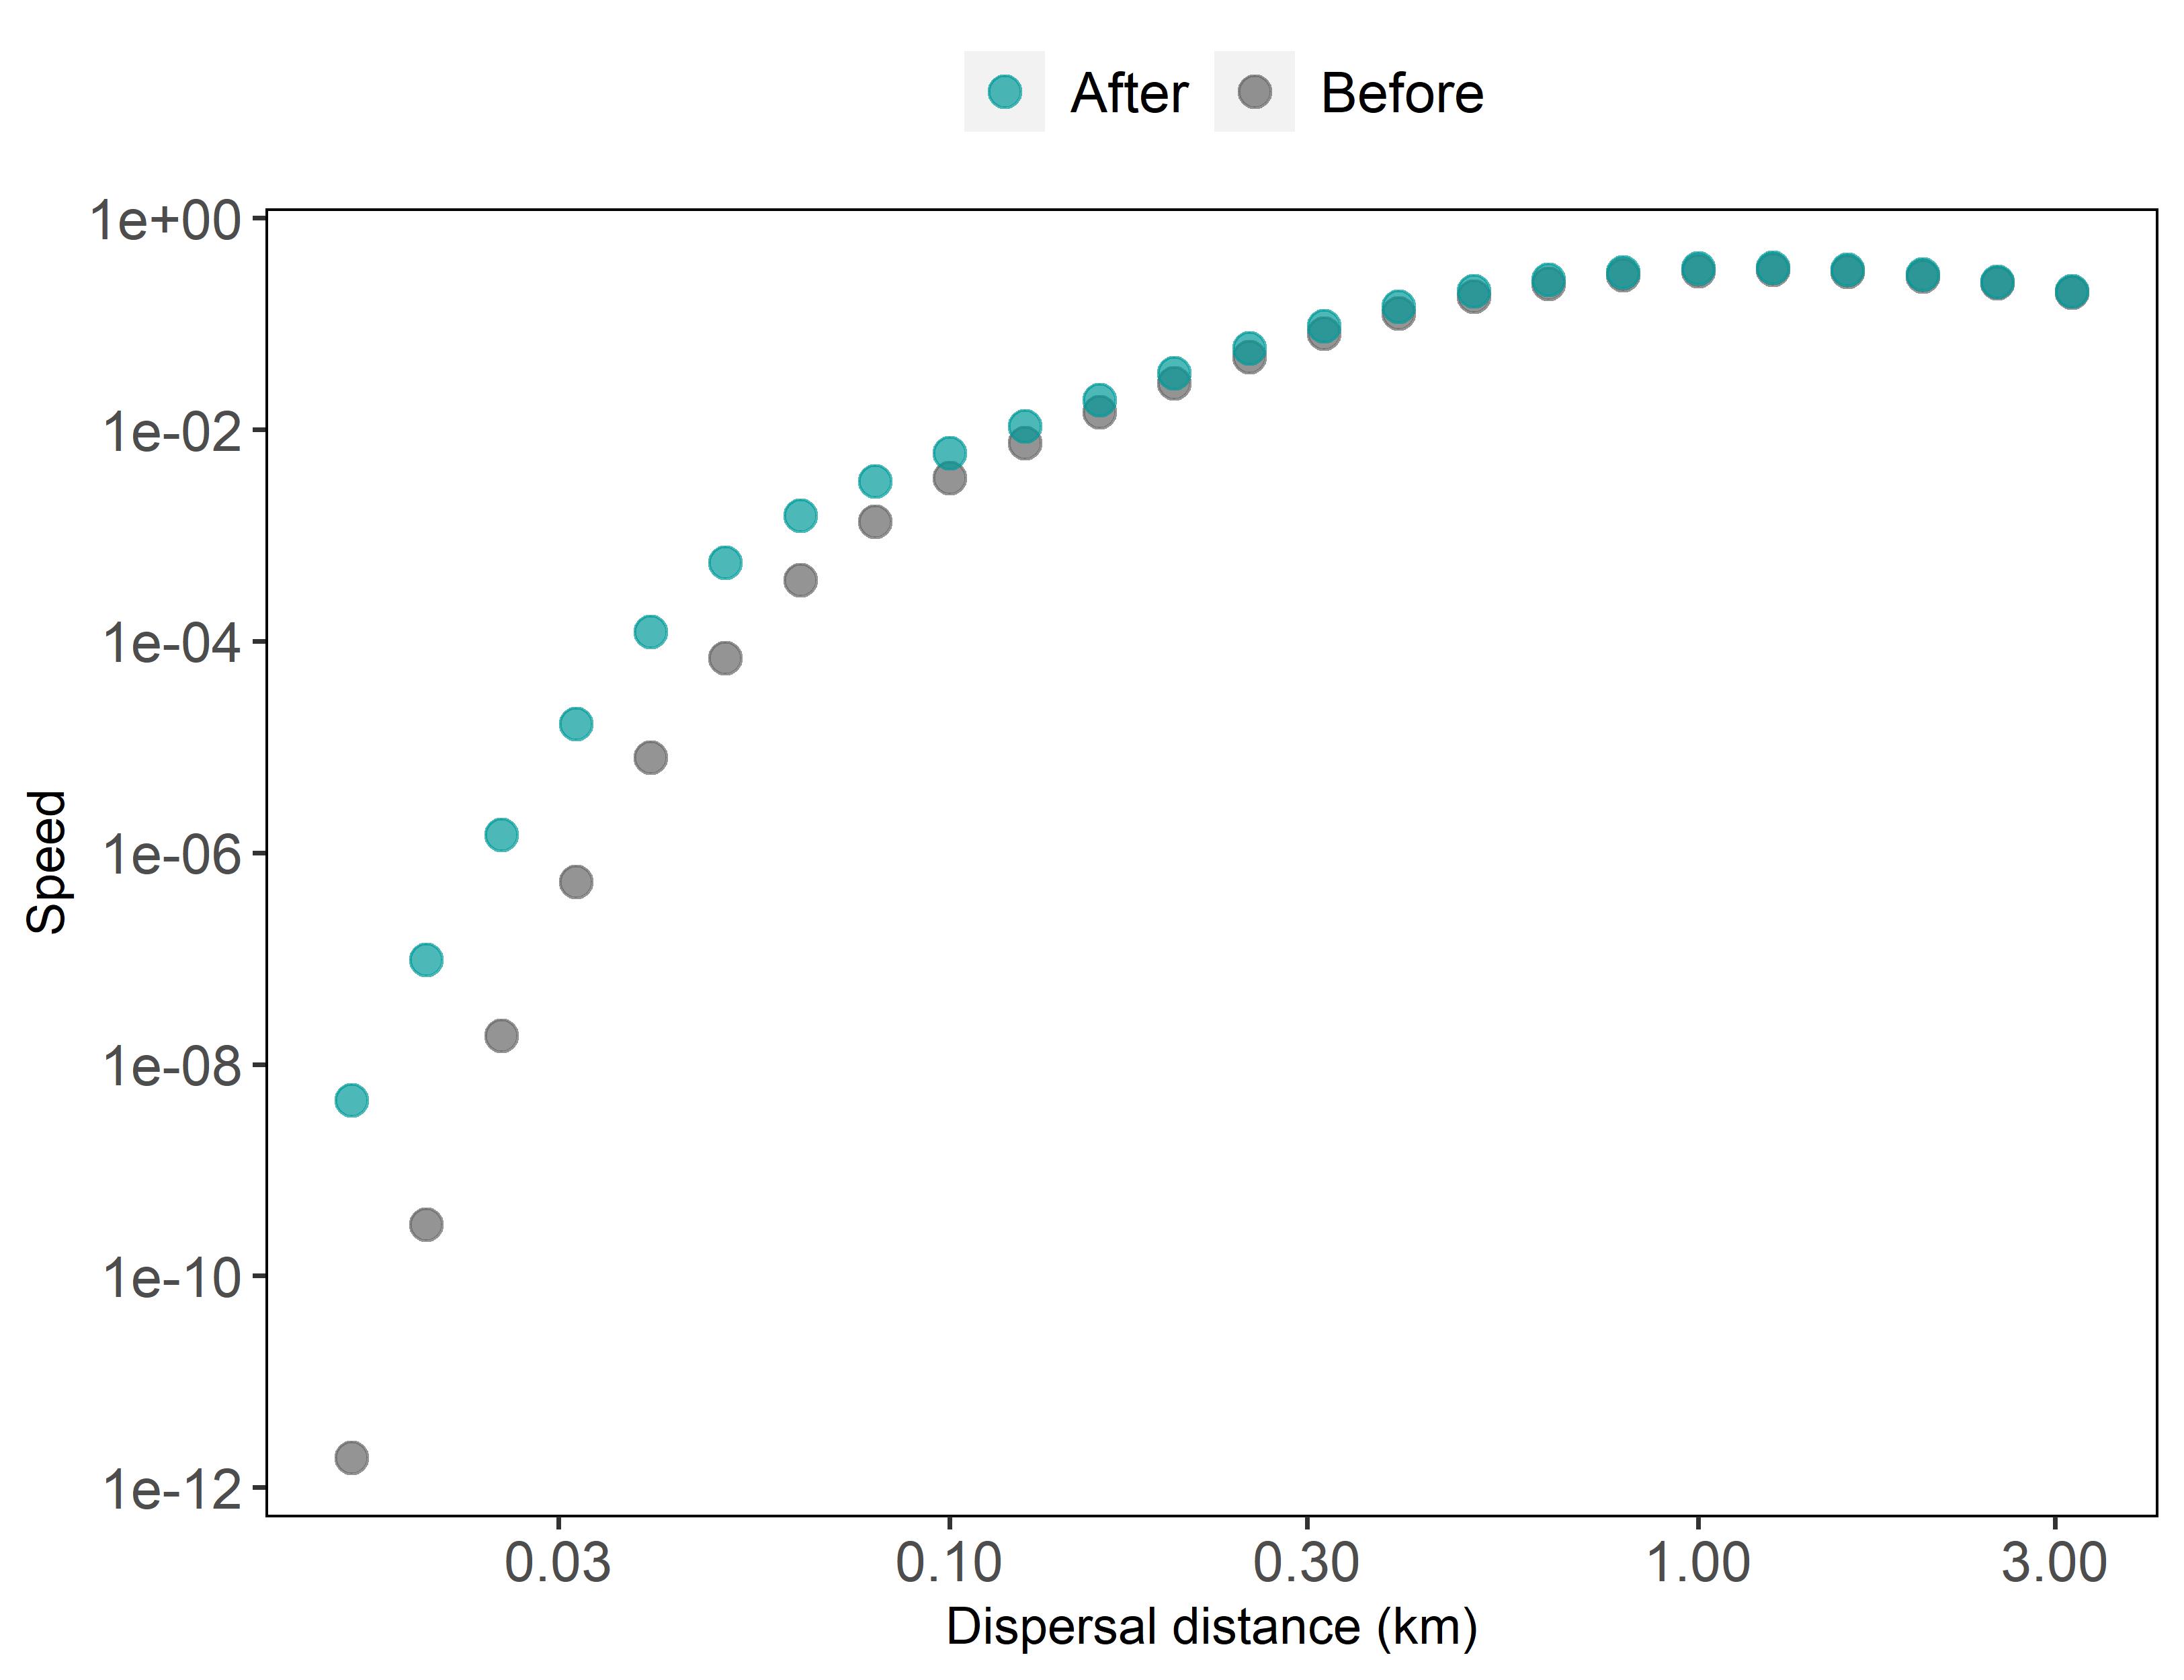 After Before
1e+00
1e-02
1e-04
1e-06
1e-08
1e-10
1e-12
Speed
0.03 0.10 0.30 1.00 3.00
Dispersal distance (km)